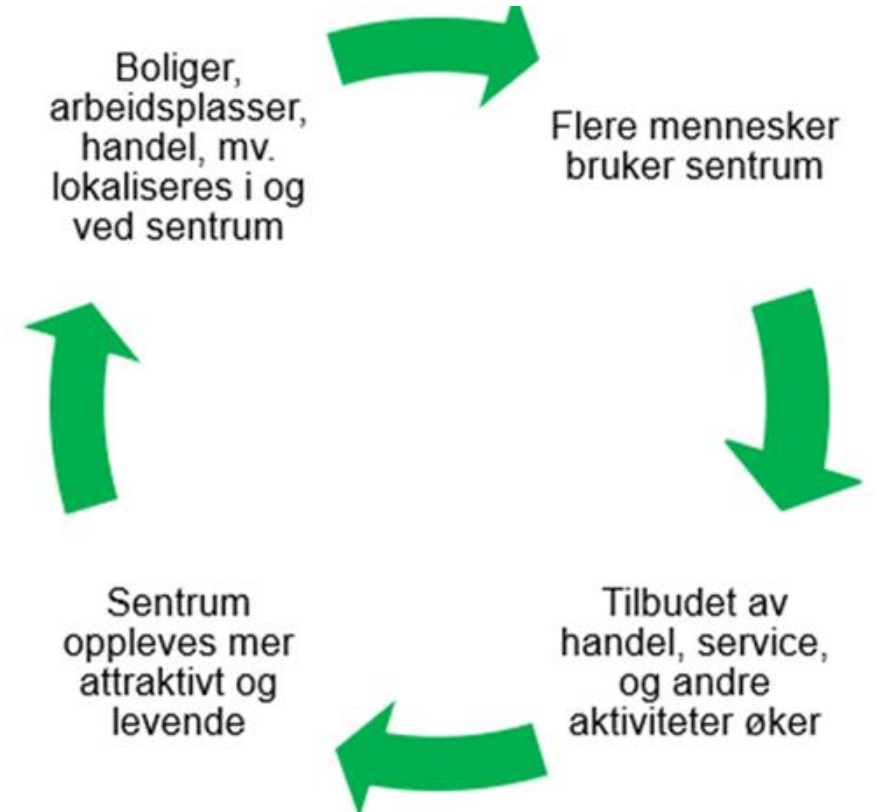 Boliger,
arbeidsplasser,
handel, mv.
lokaliseres i og
ved sentrum
Flere mennesker
bruker sentrum
Tilbudet av
handel, service,
og andre
aktiviteter øker
Sentrum
oppleves mer
attraktivt og
levende